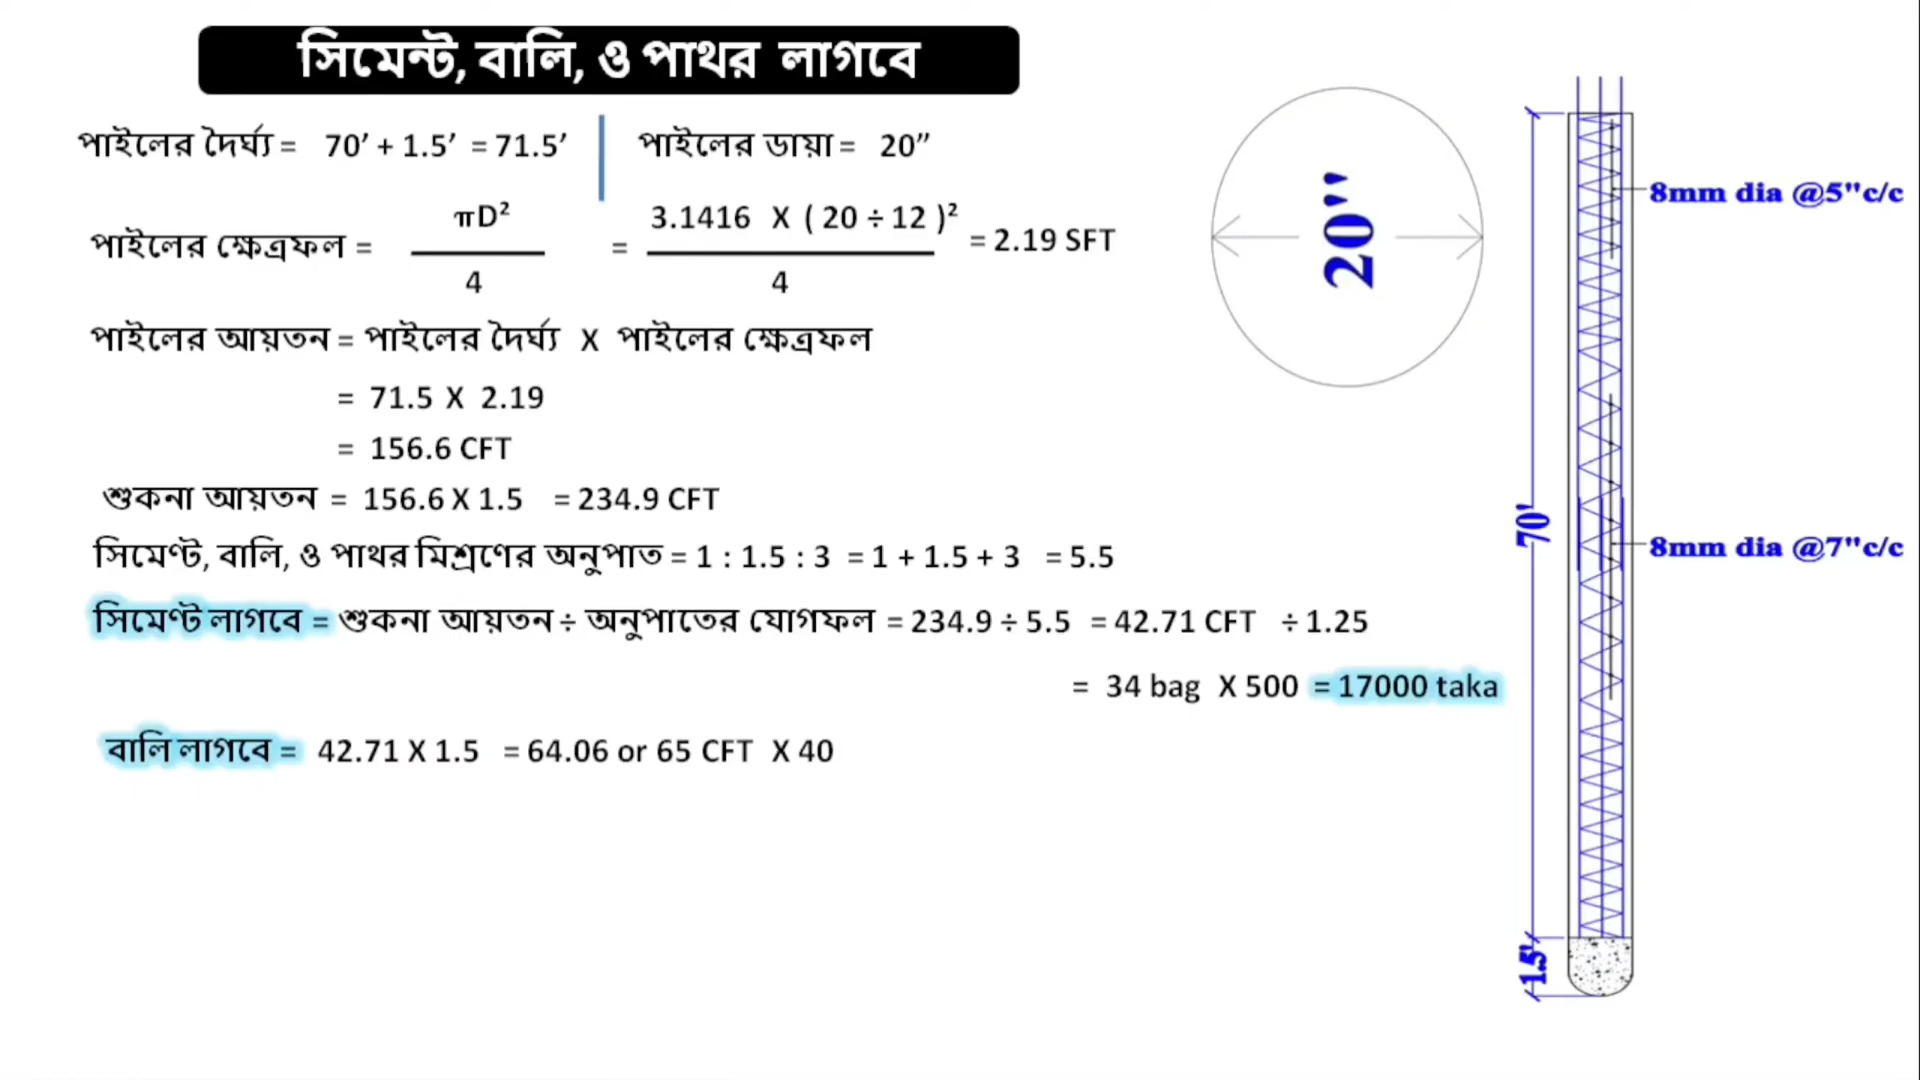 সিমেন্ট, বালি, ও পাথর লাগবে
পাইলের দৈর্ঘ্য = 70’ + 1.5’ = 71.5’
পাইলের ডায়া = 20”
পাইলের ক্ষেত্রফল = πD² / 4 = 3.1416 X ( 20 ÷ 12 )² / 4 = 2.19 SFT
পাইলের আয়তন = পাইলের দৈর্ঘ্য X পাইলের ক্ষেত্রফল
= 71.5 X 2.19
= 156.6 CFT
শুকনা আয়তন = 156.6 X 1.5 = 234.9 CFT
সিমেণ্ট, বালি, ও পাথর মিশ্রণের অনুপাত = 1 : 1.5 : 3 = 1 + 1.5 + 3 = 5.5
সিমেণ্ট লাগবে = শুকনা আয়তন ÷ অনুপাতের যোগফল = 234.9 ÷ 5.5 = 42.71 CFT ÷ 1.25
= 34 bag X 500 = 17000 taka
বালি লাগবে = 42.71 X 1.5 = 64.06 or 65 CFT X 40
20''
8mm dia @5"c/c
70'
8mm dia @7"c/c
1.5'